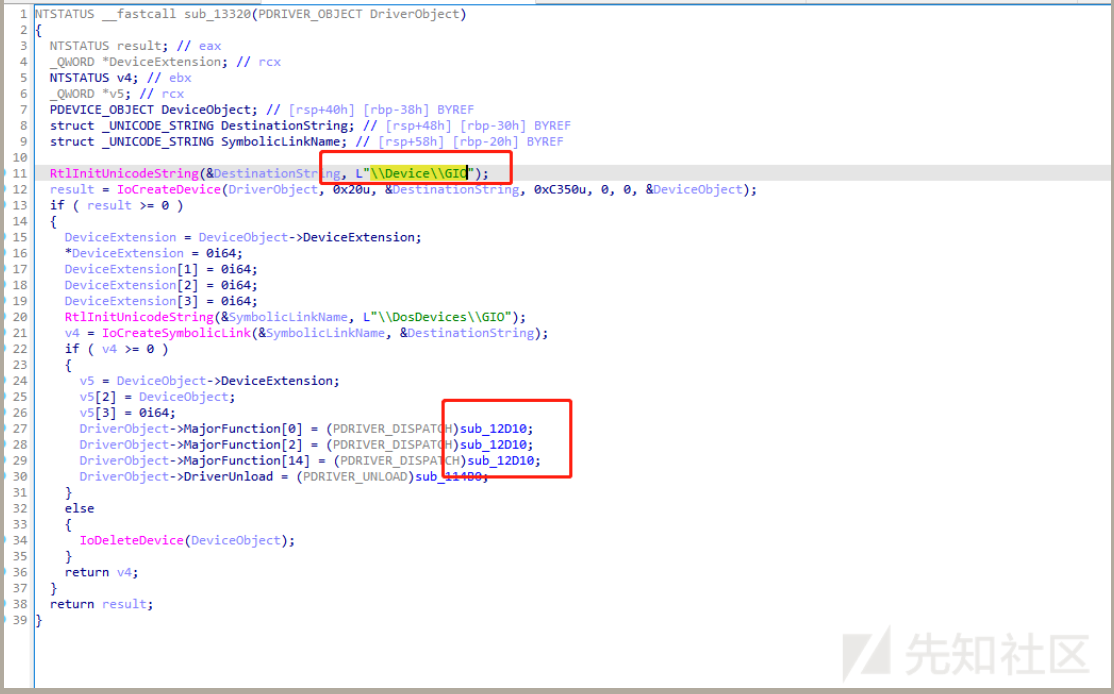 1 NTSTATUS __fastcall sub_13320(PDRIVER_OBJECT DriverObject)
2 {
3 NTSTATUS result; // eax
4 _QWORD *DeviceExtension; // rcx
5 NTSTATUS v4; // ebx
6 _QWORD *v5; // rcx
7 PDEVICE_OBJECT DeviceObject; // [rsp+40h] [rbp-38h] BYREF
8 struct _UNICODE_STRING DestinationString; // [rsp+48h] [rbp-30h] BYREF
9 struct _UNICODE_STRING SymbolicLinkName; // [rsp+58h] [rbp-20h] BYREF
10
11 RtlInitUnicodeString(&DestinationString, L"\\Device\\GIO");
12 result = IoCreateDevice(DriverObject, 0x20u, &DestinationString, 0xC350u, 0, 0, &DeviceObject);
13 if ( result >= 0 )
14 {
15 DeviceExtension = DeviceObject->DeviceExtension;
16 *DeviceExtension = 0i64;
17 DeviceExtension[1] = 0i64;
18 DeviceExtension[2] = 0i64;
19 DeviceExtension[3] = 0i64;
20 RtlInitUnicodeString(&SymbolicLinkName, L"\\DosDevices\\GIO");
21 v4 = IoCreateSymbolicLink(&SymbolicLinkName, &DestinationString);
22 if ( v4 >= 0 )
23 {
24 v5 = DeviceObject->DeviceExtension;
25 v5[2] = DeviceObject;
26 v5[3] = 0i64;
27 DriverObject->MajorFunction[0] = (PDRIVER_DISPATCH)sub_12D10;
28 DriverObject->MajorFunction[2] = (PDRIVER_DISPATCH)sub_12D10;
29 DriverObject->MajorFunction[14] = (PDRIVER_DISPATCH)sub_12D10;
30 DriverObject->DriverUnload = (PDRIVER_UNLOAD)sub_114B0;
31 }
32 else
33 {
34 IoDeleteDevice(DeviceObject);
35 }
36 return v4;
37 }
38 return result;
39 }
先知社区